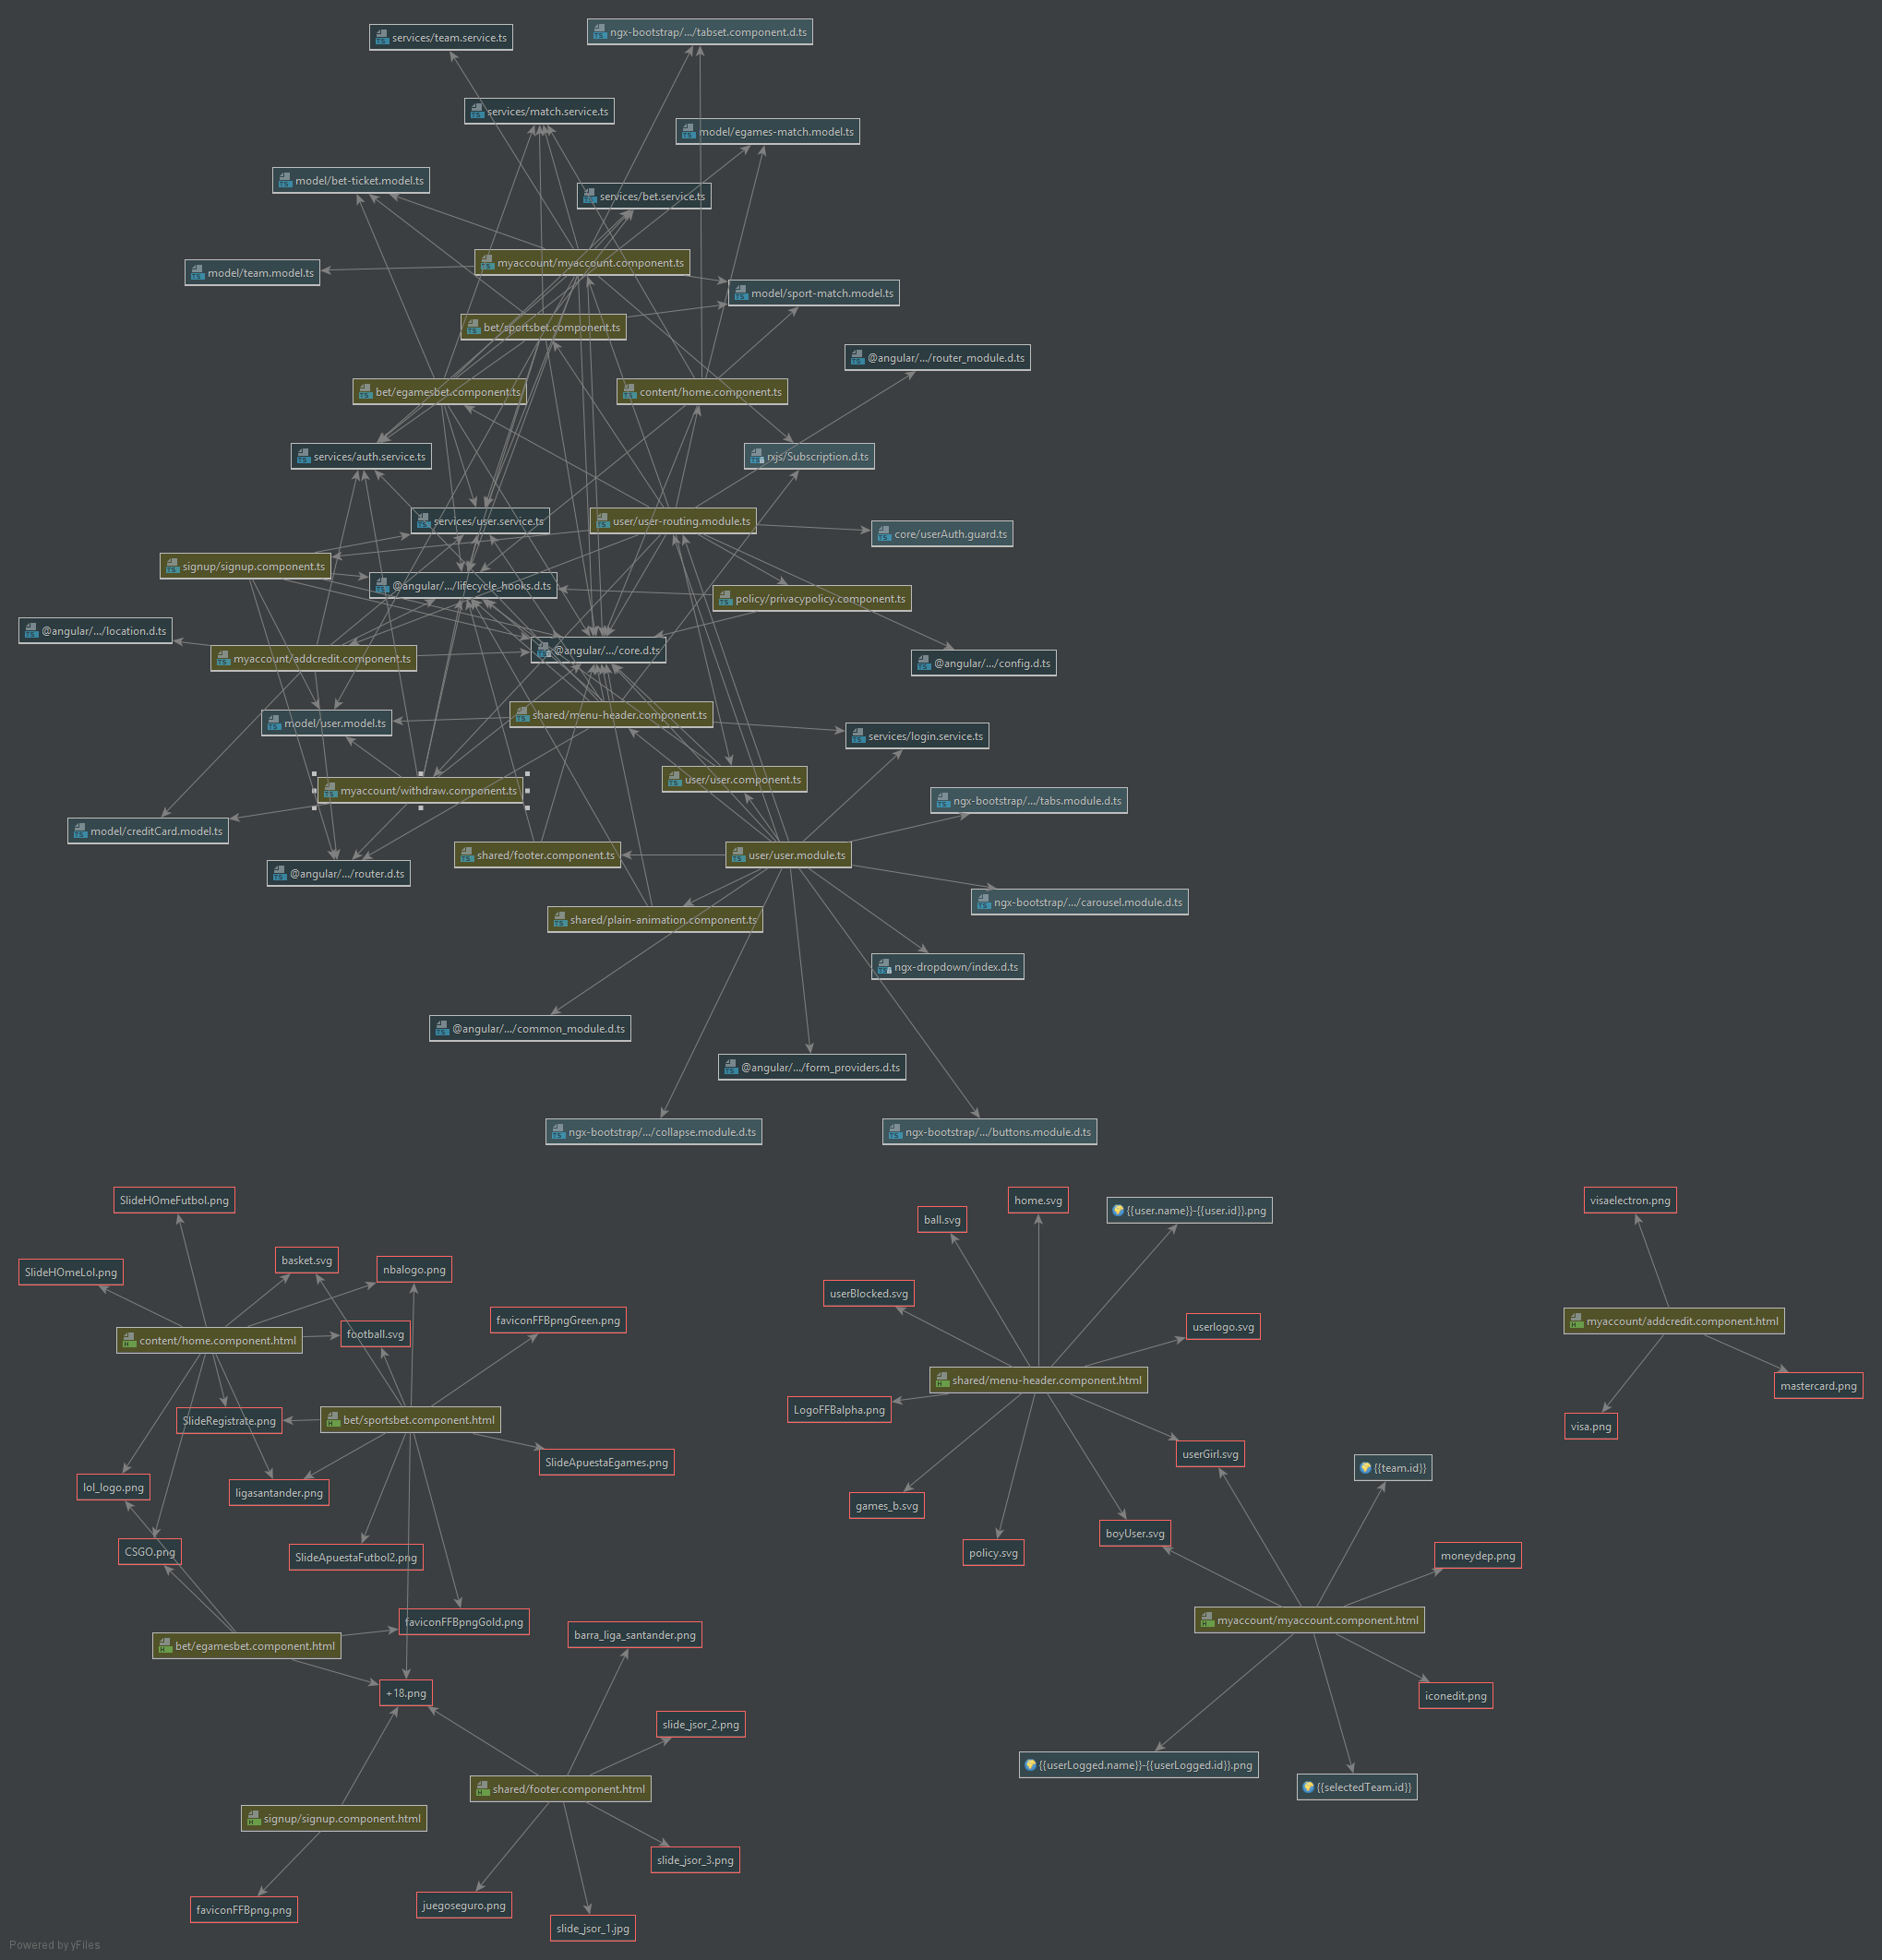 ngx-bootstrap/.../tabset.component.d.ts
services/team.service.ts
services/match.service.ts
model/egames-match.model.ts
model/bet-ticket.model.ts
services/bet.service.ts
myaccount/myaccount.component.ts
model/team.model.ts
model/sport-match.model.ts
bet/sportsbet.component.ts
@angular/.../router_module.d.ts
bet/egamesbet.component.ts
content/home.component.ts
services/auth.service.ts
rxjs/Subscription.d.ts
services/user.service.ts
user/user-routing.module.ts
core/userAuth.guard.ts
signup/signup.component.ts
@angular/.../lifecycle_hooks.d.ts
policy/privacypolicy.component.ts
@angular/.../location.d.ts
@angular/.../core.d.ts
myaccount/addcredit.component.ts
@angular/.../config.d.ts
shared/menu-header.component.ts
model/user.model.ts
services/login.service.ts
user/user.component.ts
myaccount/withdraw.component.ts
ngx-bootstrap/.../tabs.module.d.ts
model/creditCard.model.ts
shared/footer.component.ts
user/user.module.ts
@angular/.../router.d.ts
ngx-bootstrap/.../carousel.module.d.ts
shared/plain-animation.component.ts
ngx-dropdown/index.d.ts
@angular/.../common_module.d.ts
@angular/.../form_providers.d.ts
ngx-bootstrap/.../collapse.module.d.ts
ngx-bootstrap/.../buttons.module.d.ts
SlideHOmeFutbol.png
home.svg
visaelectron.png
{{user.name}}-{{user.id}}.png
ball.svg
basket.svg
nbalogo.png
SlideHOmeLol.png
userBlocked.svg
faviconFFBpngGreen.png
myaccount/addcredit.component.html
userlogo.svg
football.svg
content/home.component.html
shared/menu-header.component.html
mastercard.png
LogoFFBalpha.png
SlideRegistrate.png
bet/sportsbet.component.html
visa.png
userGirl.svg
SlideApuestaEgames.png
{{team.id}}
lol_logo.png
ligasantander.png
games_b.svg
boyUser.svg
CSGO.png
policy.svg
SlideApuestaFutbol2.png
moneydep.png
myaccount/myaccount.component.html
faviconFFBpngGold.png
barra_liga_santander.png
bet/egamesbet.component.html
+18.png
iconedit.png
slide_jsor_2.png
{{userLogged.name}}-{{userLogged.id}}.png
{{selectedTeam.id}}
shared/footer.component.html
signup/signup.component.html
slide_jsor_3.png
juegoseguro.png
faviconFFBpng.png
slide_jsor_1.jpg
Powered by yFiles